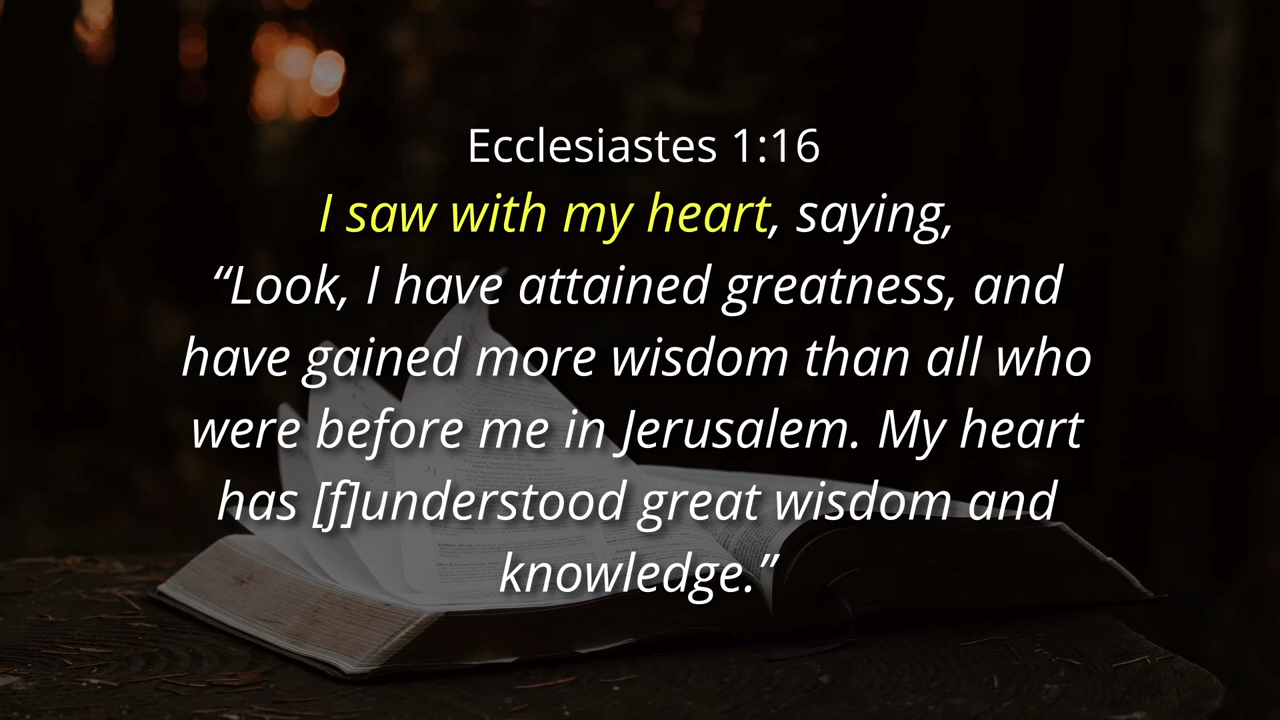 Ecclesiastes 1:16
I saw with my heart, saying,
“Look, I have attained greatness, and
have gained more wisdom than all who
were before me in Jerusalem. My heart
has [f]understood great wisdom and
knowledge.”